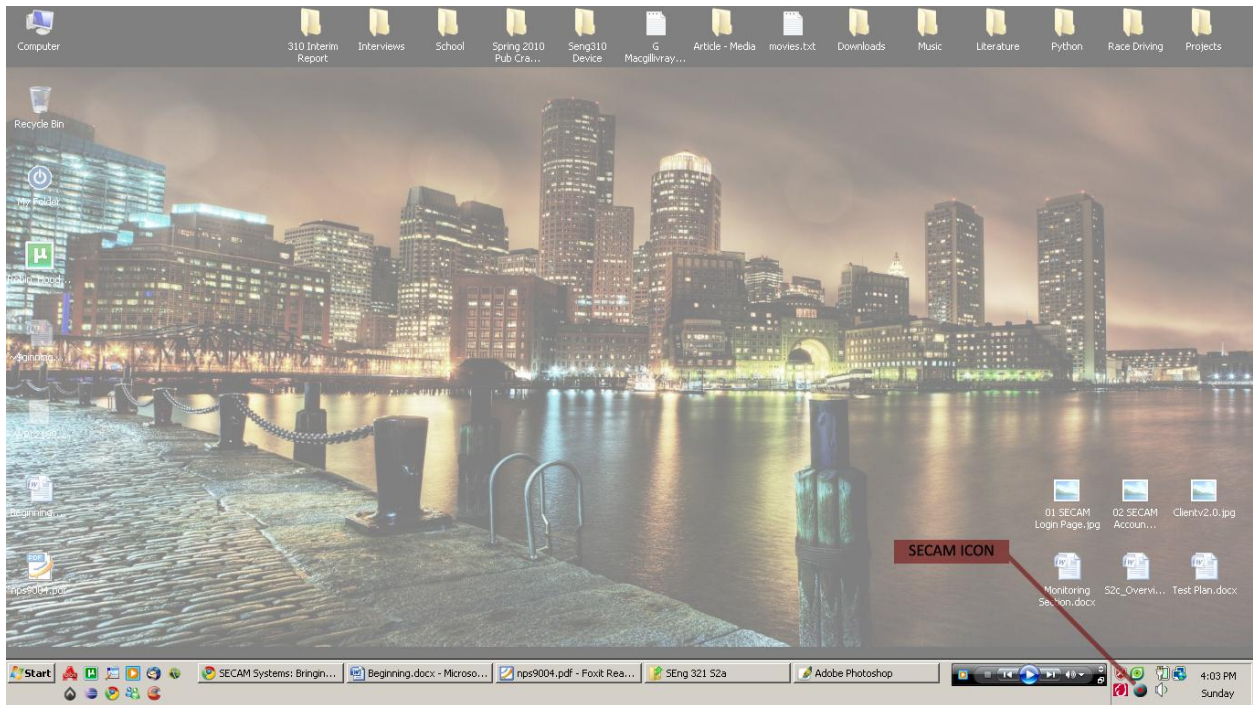 Computer
310 Interim
Report
Interviews
School
Spring 2010
Pub Cra...
Seng310
Device
G
Macgillivray...
Article - Media
movies.txt
Downloads
Music
Literature
Python
Race Driving
Projects
Recycle Bin
My Folder
Beginning....
nps9004.pdf
01 SECAM
Login Page.jpg
02 SECAM
Accoun...
Clientv2.0.jpg
SECAM ICON
Monitoring
Section.docx
S2c_Overvi...
Test Plan.docx
Start
SECAM Systems: Bringin...
Beginning.docx - Microso...
nps9004.pdf - Foxit Rea...
SEng 321 S2a
Adobe Photoshop
4:03 PM
Sunday